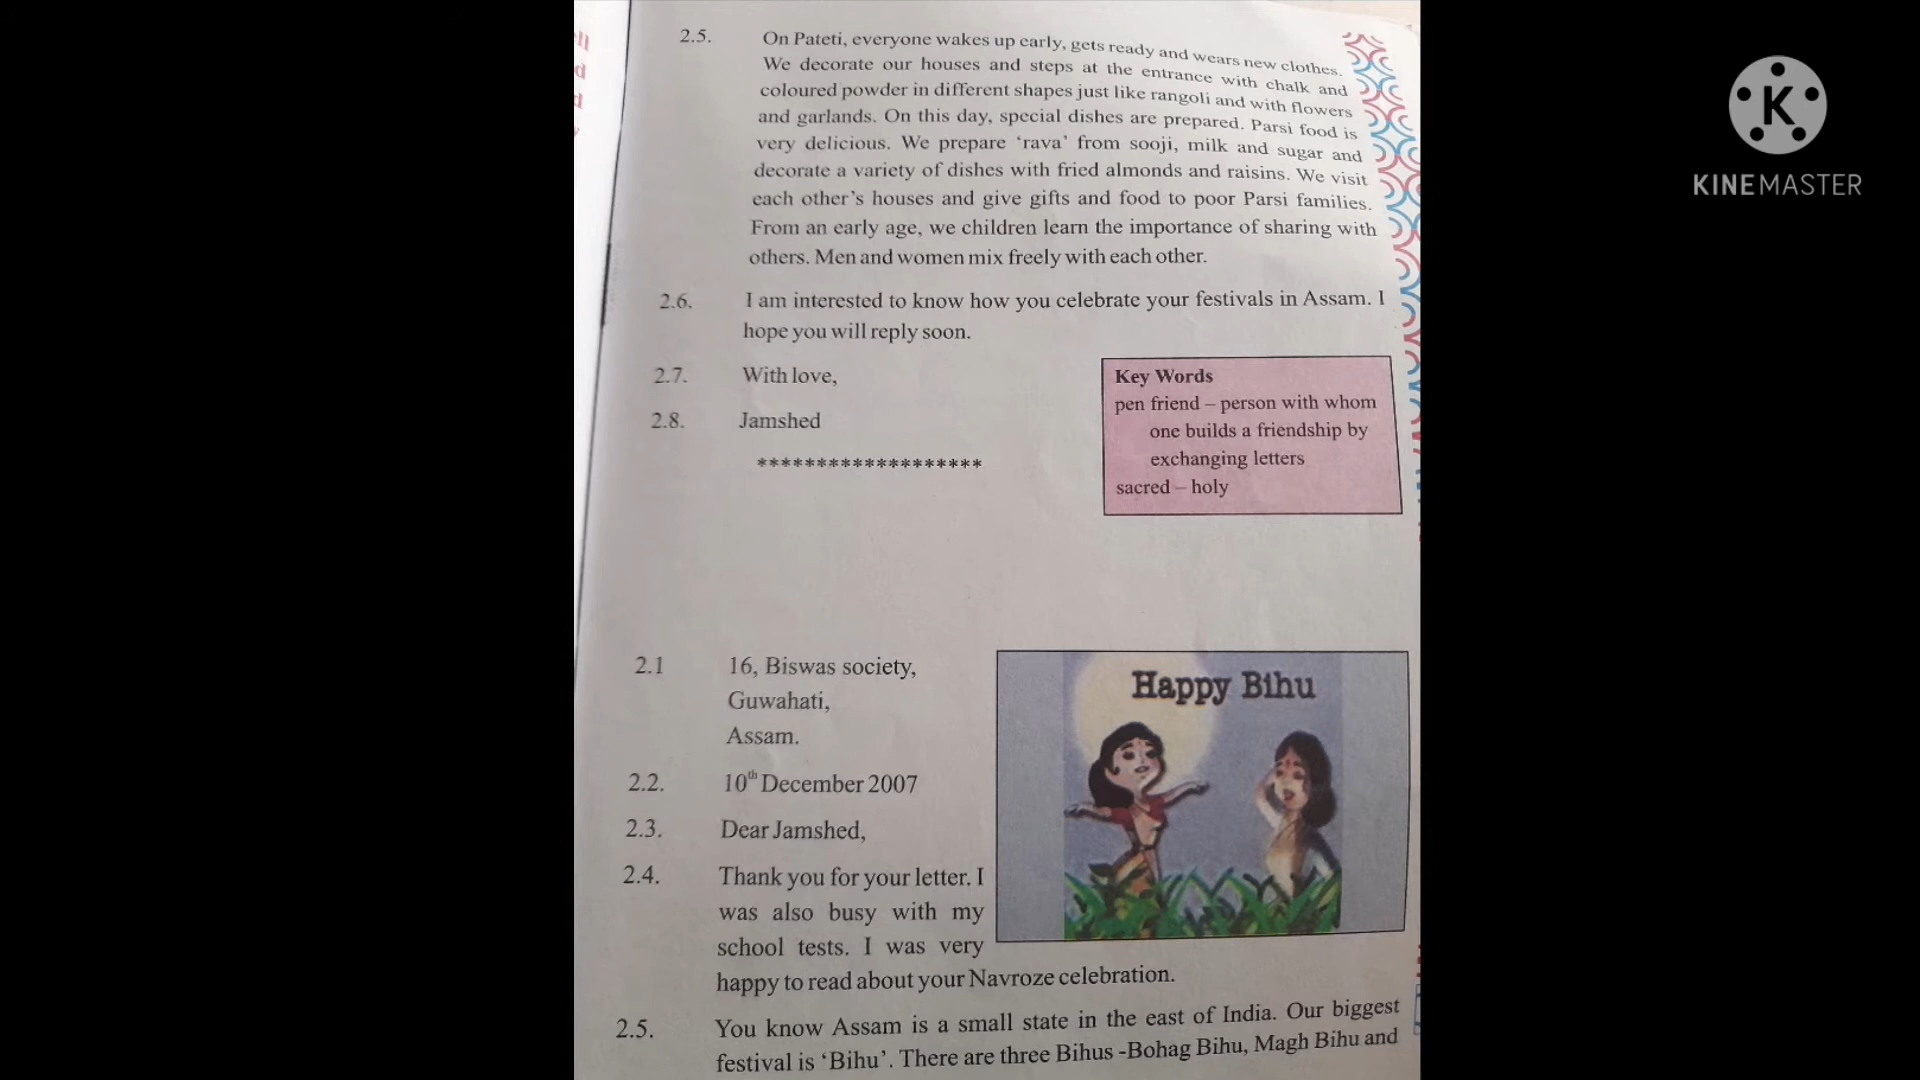 2.5. On Pateti, everyone wakes up early, gets ready and wears new clothes.
We decorate our houses and steps at the entrance with chalk and
coloured powder in different shapes just like rangoli and with flowers
and garlands. On this day, special dishes are prepared. Parsi food is
very delicious. We prepare ‘rava’ from sooji, milk and sugar and
decorate a variety of dishes with fried almonds and raisins. We visit
each other’s houses and give gifts and food to poor Parsi families.
From an early age, we children learn the importance of sharing with
others. Men and women mix freely with each other.
2.6. I am interested to know how you celebrate your festivals in Assam. I
hope you will reply soon.
2.7. With love,
2.8. Jamshed
*******************
Key Words
pen friend – person with whom
one builds a friendship by
exchanging letters
sacred – holy
2.1 16, Biswas society,
Guwahati,
Assam.
2.2. 10th December 2007
2.3. Dear Jamshed,
2.4. Thank you for your letter. I
was also busy with my
school tests. I was very
happy to read about your Navroze celebration.
Happy Bihu
2.5. You know Assam is a small state in the east of India. Our biggest
festival is ‘Bihu’. There are three Bihus -Bohag Bihu, Magh Bihu and
K
KINEMASTER